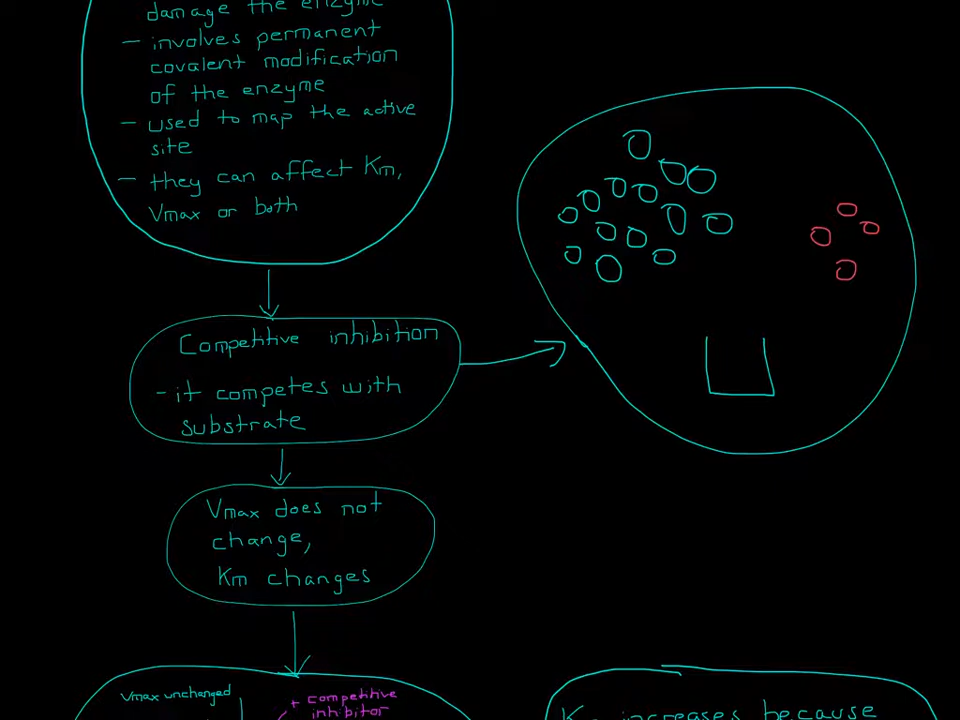 damage the enzyme
- involves permanent
covalent modification
of the enzyme
- used to map the active
site
- they can affect Km,
Vmax or both
Competitive inhibition
- it competes with
substrate
Vmax does not
change,
Km changes
Vmax unchanged
+ competitive
inhibitor
Km increases because